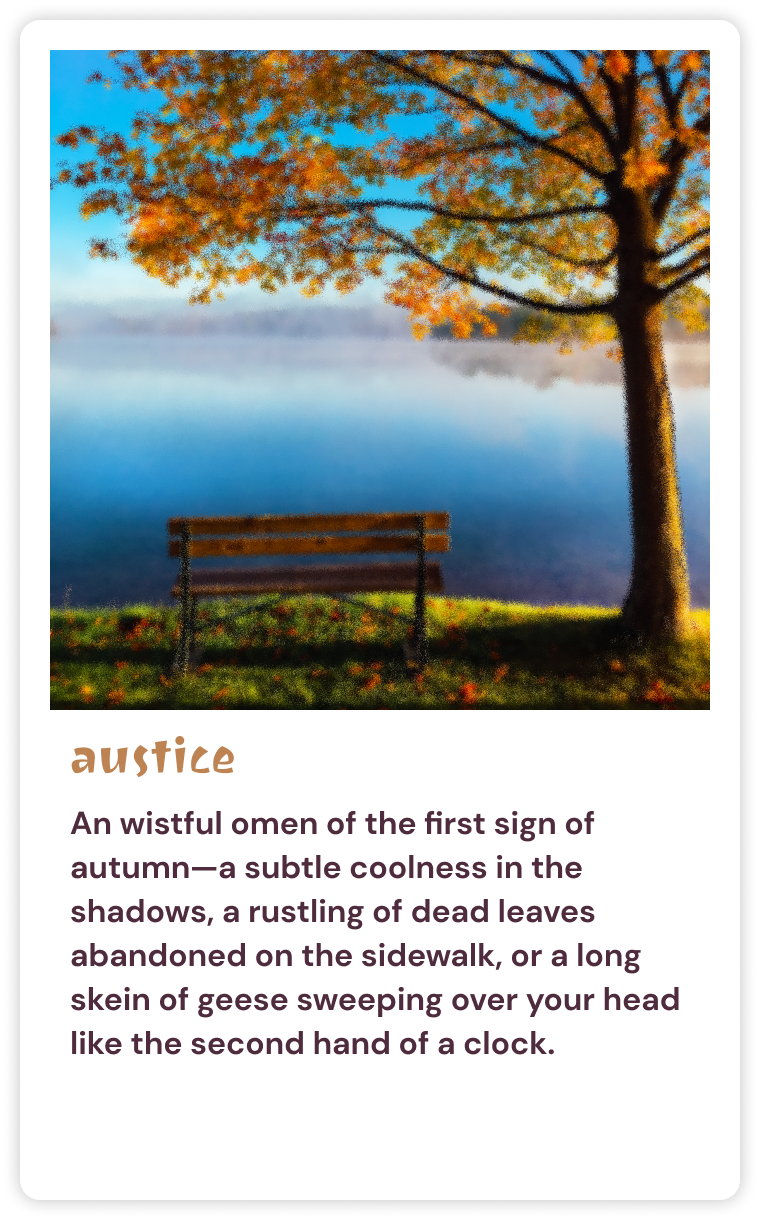 austice
An wistful omen of the first sign of
autumn—a subtle coolness in the
shadows, a rustling of dead leaves
abandoned on the sidewalk, or a long
skein of geese sweeping over your head
like the second hand of a clock.